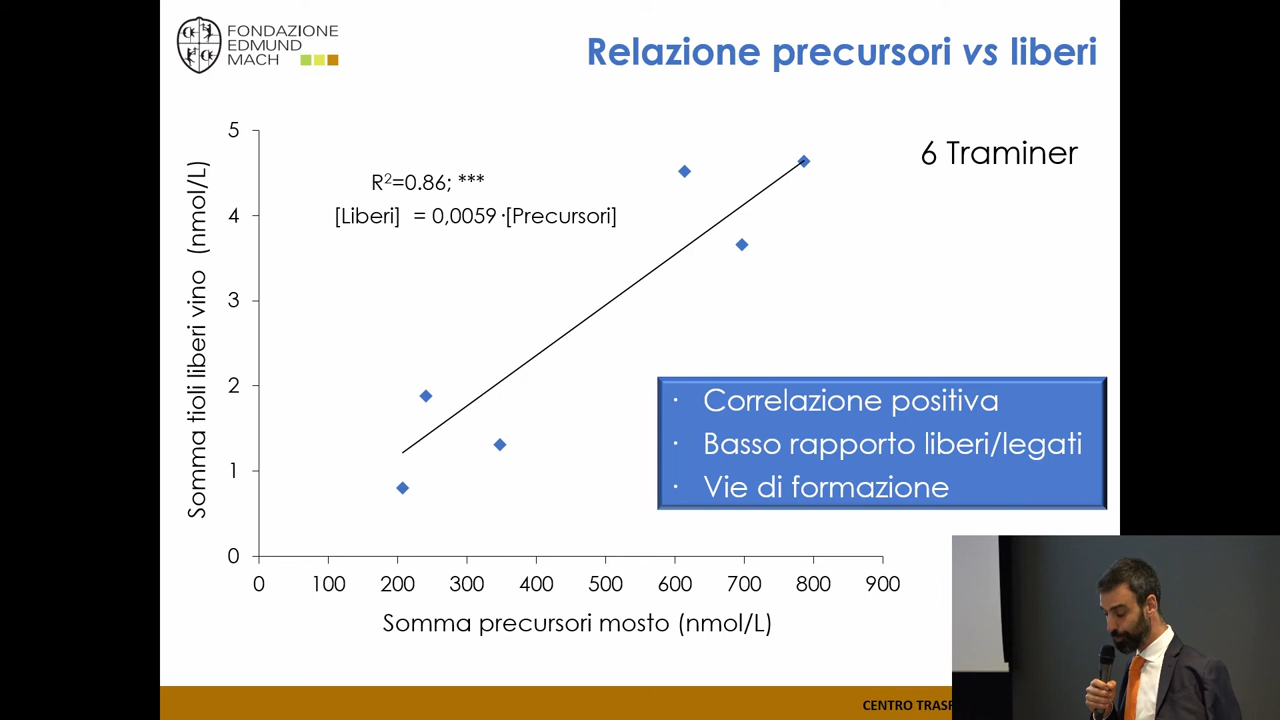 FONDAZIONE
EDMUND
MACH
Relazione precursori vs liberi
6 Traminer
R²=0.86; ***
[Liberi] = 0,0059 ·[Precursori]
Somma tioli liberi vino (nmol/L)
5
4
3
2
1
0
0 100 200 300 400 500 600 700 800 900
Somma precursori mosto (nmol/L)
· Correlazione positiva
· Basso rapporto liberi/legati
· Vie di formazione
CENTRO